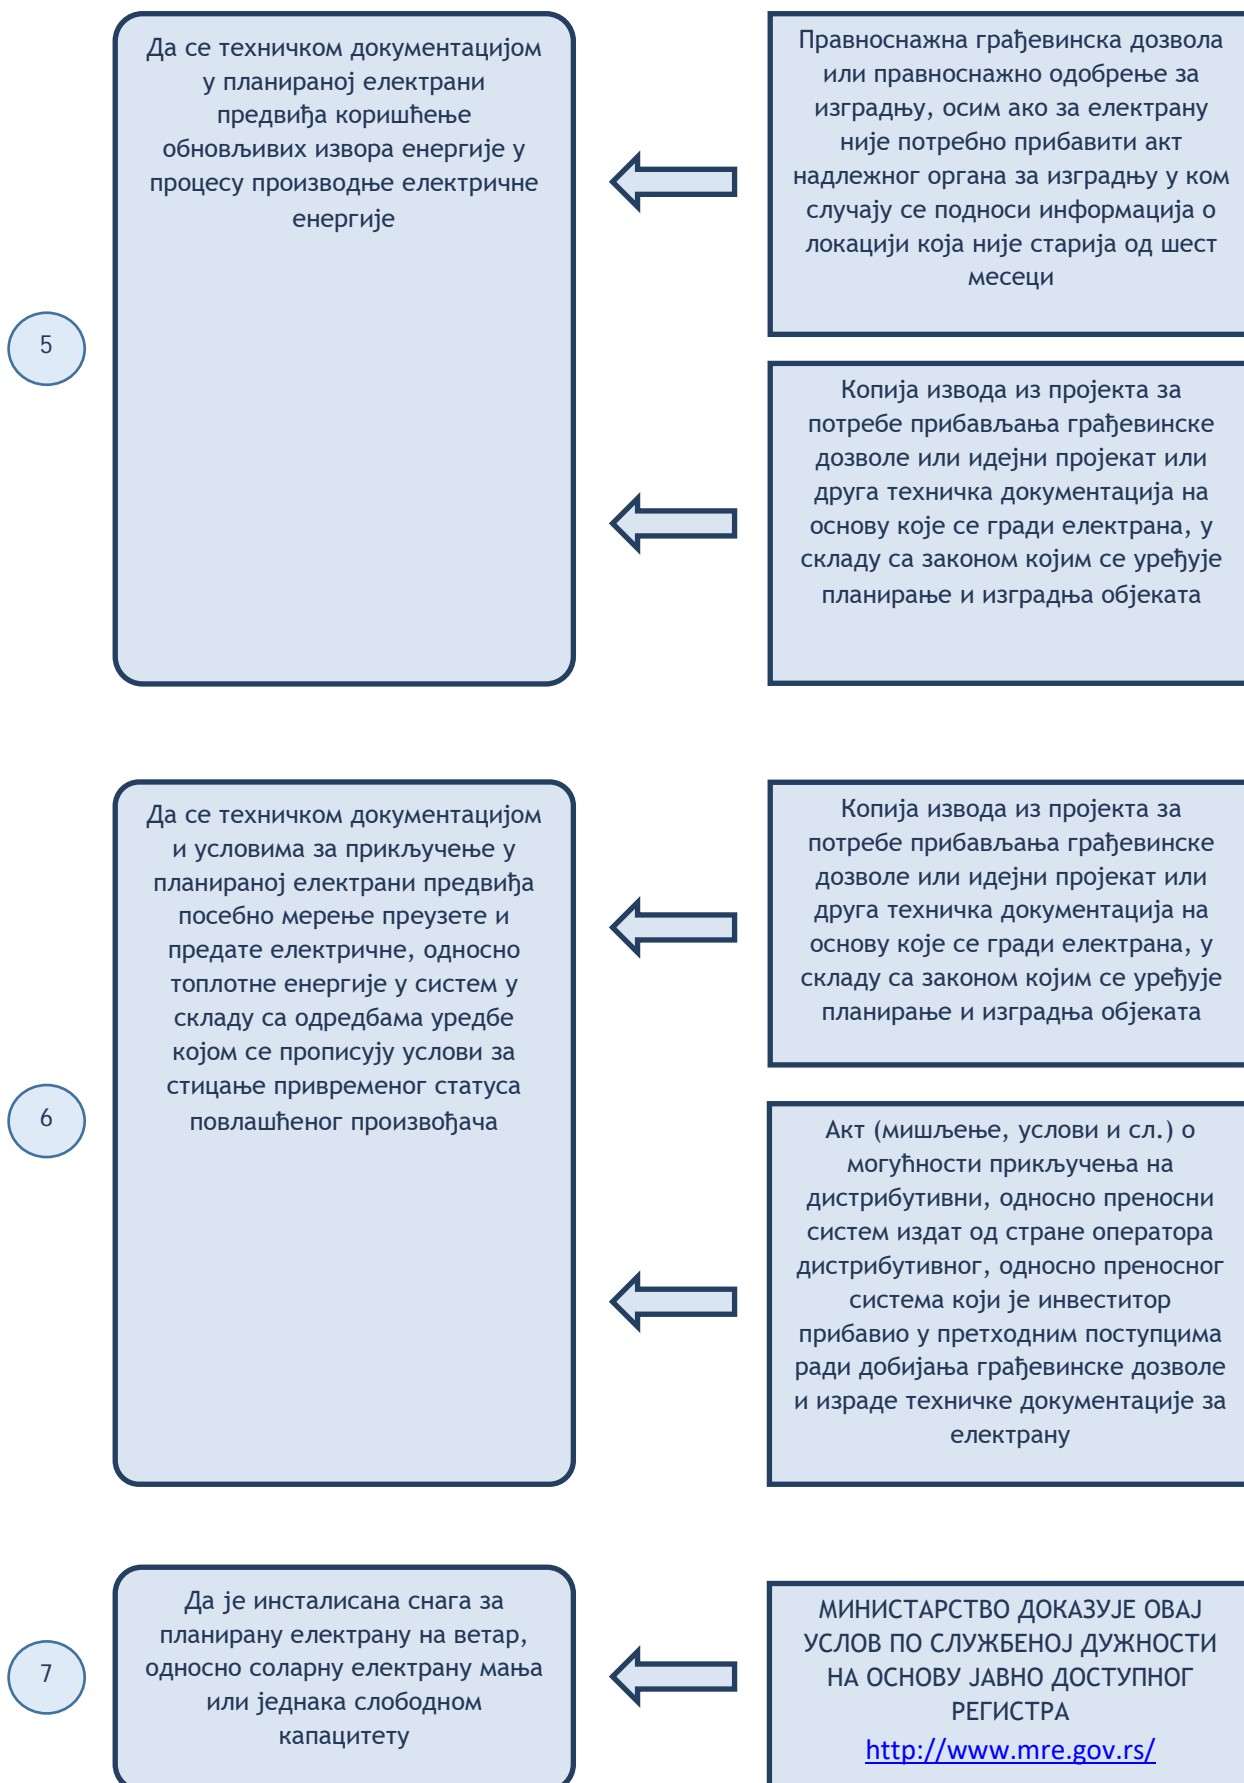 5
Да се техничком документацијом
у планираној електрани
предвиђа коришћење
обновљивих извора енергије у
процесу производње електричне
енергије
Правноснажна грађевинска дозвола
или правноснажно одобрење за
изградњу, осим ако за електрану
није потребно прибавити акт
надлежног органа за изградњу у ком
случају се подноси информација о
локацији која није старија од шест
месеци
Копија извода из пројекта за
потребе прибављања грађевинске
дозволе или идејни пројекат или
друга техничка документација на
основу које се гради електрана, у
складу са законом којим се уређује
планирање и изградња објеката
6
Да се техничком документацијом
и условима за прикључење у
планираној електрани предвиђа
посебно мерење преузете и
предате електричне, односно
топлотне енергије у систем у
складу са одредбама уредбе
којом се прописују услови за
стицање привременог статуса
повлашћеног произвођача
Копија извода из пројекта за
потребе прибављања грађевинске
дозволе или идејни пројекат или
друга техничка документација на
основу које се гради електрана, у
складу са законом којим се уређује
планирање и изградња објеката
Акт (мишљење, услови и сл.) о
могућности прикључења на
дистрибутивни, односно преносни
систем издат од стране оператора
дистрибутивног, односно преносног
система који је инвеститор
прибавио у претходним поступцима
ради добијања грађевинске дозволе
и израде техничке документације за
електрану
7
Да је инсталисана снага за
планирану електрану на ветар,
односно соларну електрану мања
или једнака слободном
капацитету
МИНИСТАРСТВО ДОКАЗУЈЕ ОВАЈ
УСЛОВ ПО СЛУЖБЕНОЈ ДУЖНОСТИ
НА ОСНОВУ ЈАВНО ДОСТУПНОГ
РЕГИСТРА
http://www.mre.gov.rs/